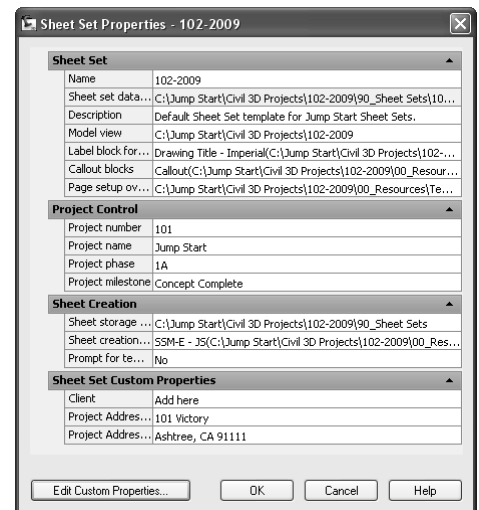 Sheet Set Properties - 102-2009
Sheet Set
Name 102-2009
Sheet set data... C:\Jump Start\Civil 3D Projects\102-2009\90_Sheet Sets\10...
Description Default Sheet Set template for Jump Start Sheet Sets.
Model view C:\Jump Start\Civil 3D Projects\102-2009
Label block for... Drawing Title - Imperial(C:\Jump Start\Civil 3D Projects\102-...
Callout blocks Callout(C:\Jump Start\Civil 3D Projects\102-2009\00_Resour...
Page setup ov... C:\Jump Start\Civil 3D Projects\102-2009\00_Resources\Te...
Project Control
Project number 101
Project name Jump Start
Project phase 1A
Project milestone Concept Complete
Sheet Creation
Sheet storage ... C:\Jump Start\Civil 3D Projects\102-2009\90_Sheet Sets
Sheet creation... SSM-E - JS(C:\Jump Start\Civil 3D Projects\102-2009\00_Res...
Prompt for te... No
Sheet Set Custom Properties
Client Add here
Project Addres... 101 Victory
Project Addres... Ashtree, CA 91111
Edit Custom Properties... OK Cancel Help